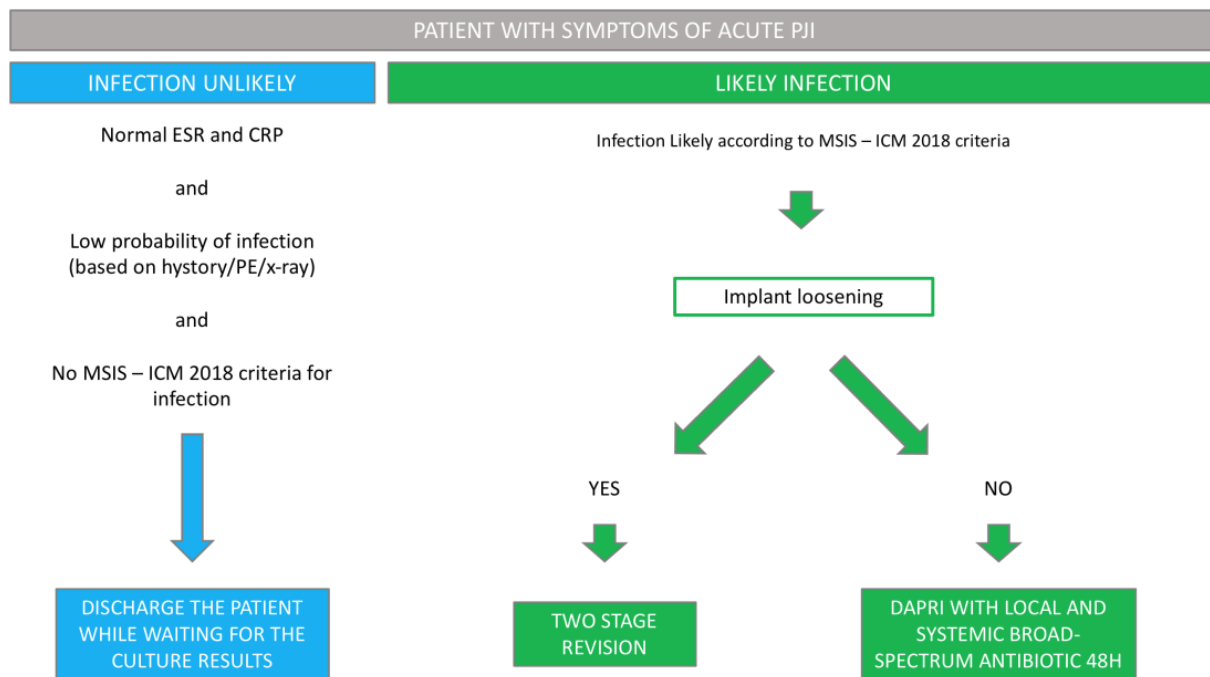 PATIENT WITH SYMPTOMS OF ACUTE PJI
INFECTION UNLIKELY
Normal ESR and CRP
and
Low probability of infection
(based on hystory/PE/x-ray)
and
No MSIS – ICM 2018 criteria for
infection
DISCHARGE THE PATIENT
WHILE WAITING FOR THE
CULTURE RESULTS
LIKELY INFECTION
Infection Likely according to MSIS – ICM 2018 criteria
Implant loosening
YES
TWO STAGE
REVISION
NO
DAPRI WITH LOCAL AND
SYSTEMIC BROAD-
SPECTRUM ANTIBIOTIC 48H